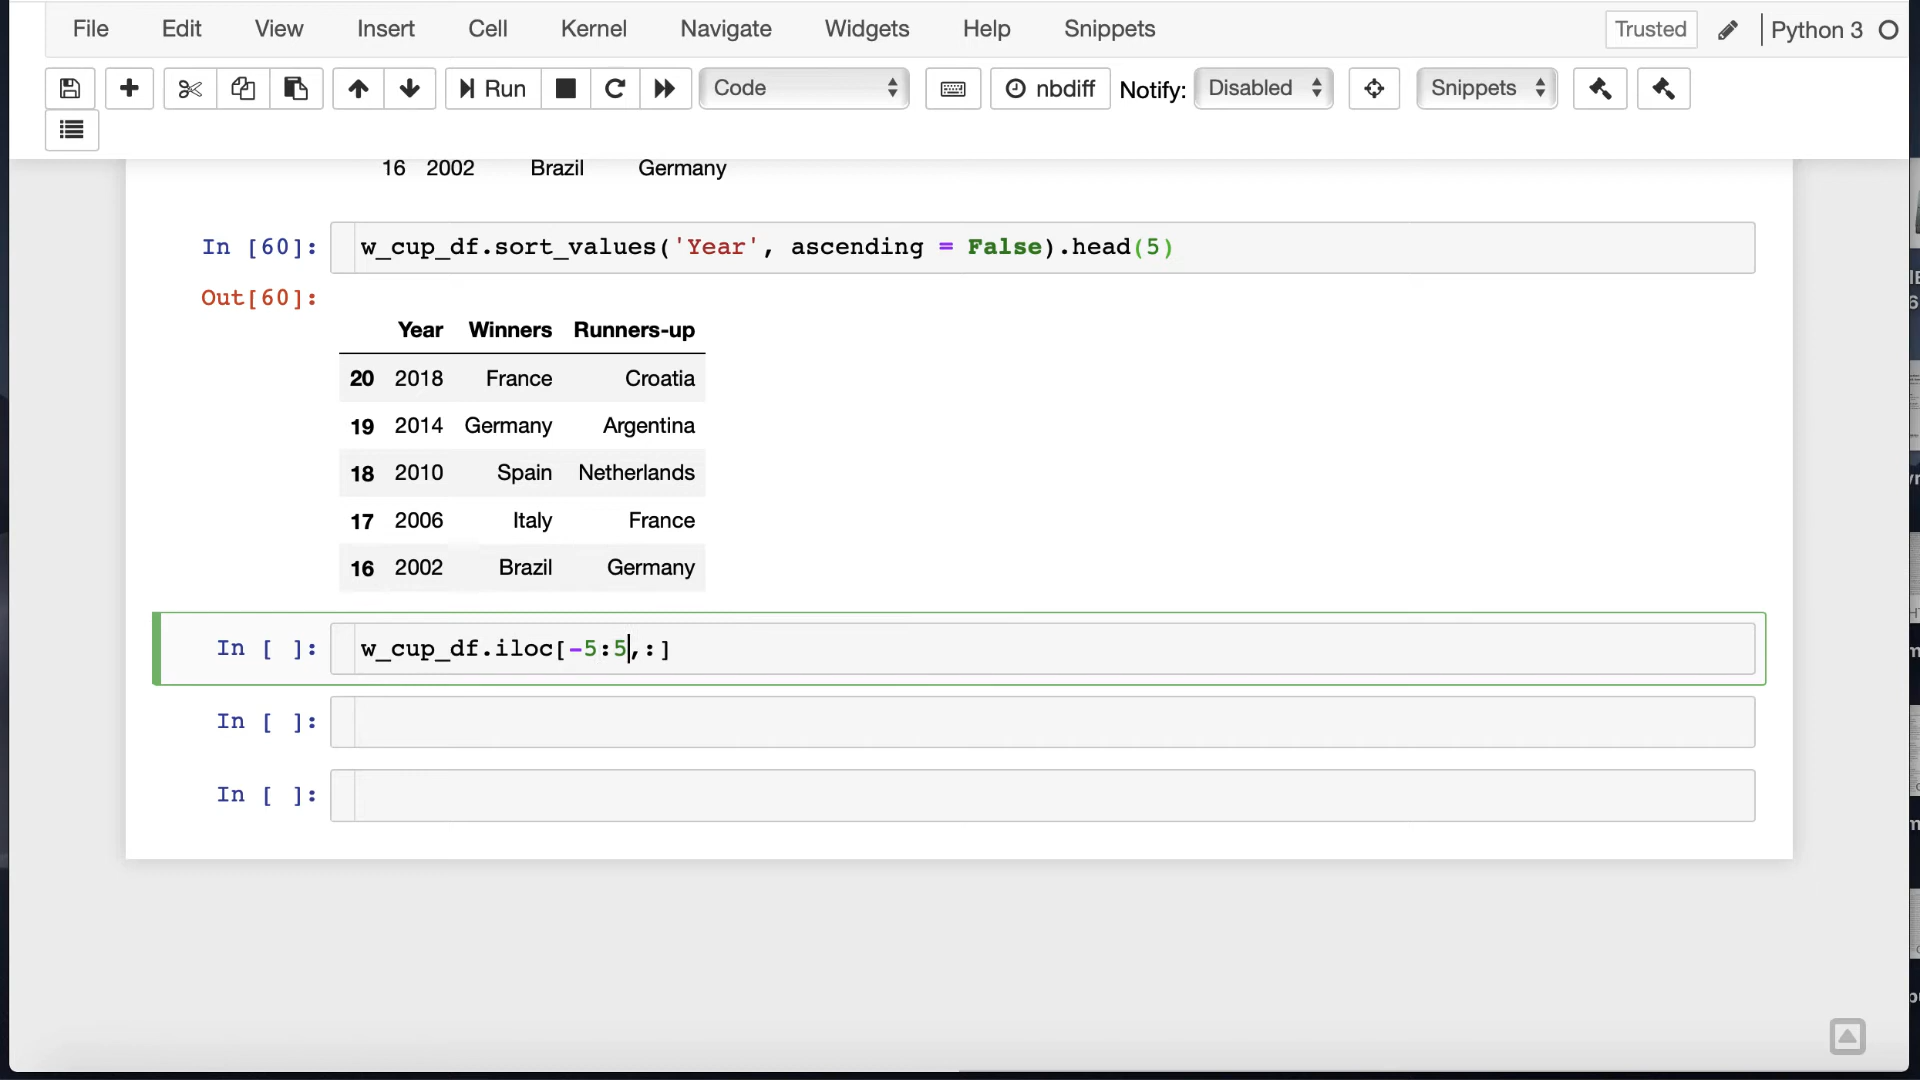 File Edit View Insert Cell Kernel Navigate Widgets Help Snippets Trusted Python 3
Run Code nbdiff Notify: Disabled Snippets
16 2002 Brazil Germany
In [60]: w_cup_df.sort_values('Year', ascending = False).head(5)
Out[60]:
Year Winners Runners-up
20 2018 France Croatia
19 2014 Germany Argentina
18 2010 Spain Netherlands
17 2006 Italy France
16 2002 Brazil Germany
In [ ]: w_cup_df.iloc[-5:5,:]
In [ ]:
In [ ]: